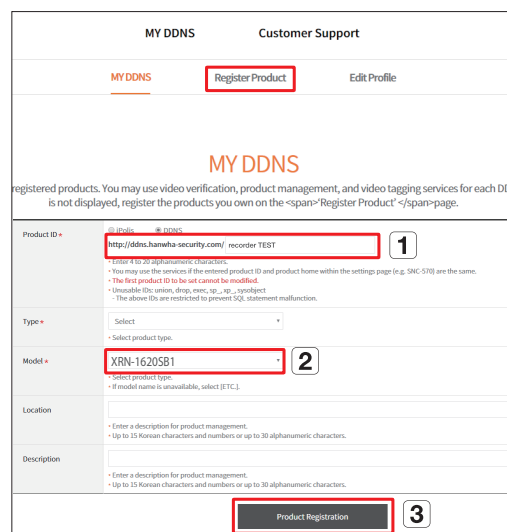 MY DDNS Customer Support
MY DDNS Register Product Edit Profile
MY DDNS
registered products. You may use video verification, product management, and video tagging services for each DD
is not displayed, register the products you own on the <span>'Register Product' </span>page.
Product ID *
iPolis DDNS
http://ddns.hanwha-security.com/ recorder TEST
1
• Enter 4 to 20 alphanumeric characters.
• You may use the services if the entered product ID and product home within the settings page (e.g. SNC-570) are the same.
• The first product ID to be set cannot be modified.
• Unusable IDs: union, drop, exec, sp_, xp_, sysobject
- The above IDs are restricted to prevent SQL statement malfunction.
Type *
Select
• Select product type.
Model *
XRN-1620SB1
2
• Select product type.
• If model name is unavailable, select [ETC.].
Location
• Enter a description for product management.
• Up to 15 Korean characters and numbers or up to 30 alphanumeric characters.
Description
• Enter a description for product management.
• Up to 15 Korean characters and numbers or up to 30 alphanumeric characters.
Product Registration
3